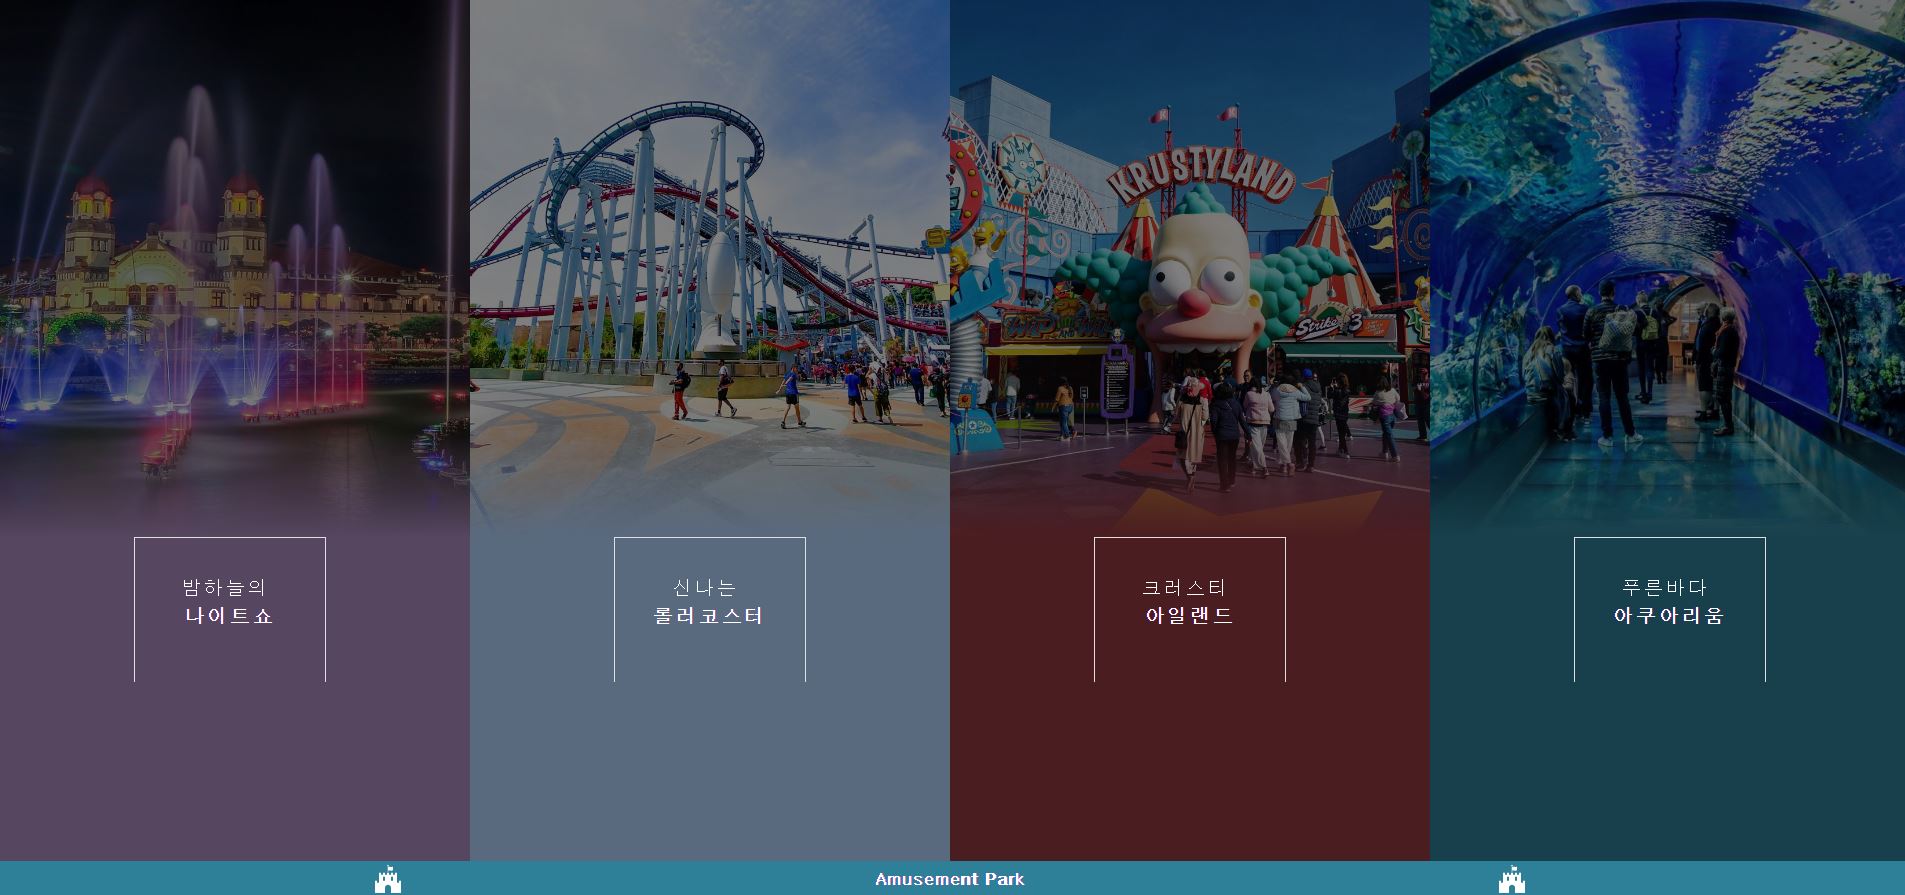 KRUSTYLAND
Strike 3
밤하늘의
나이트쇼
신나는
롤러코스터
크러스티
아일랜드
푸른바다
아쿠아리움
Amusement Park